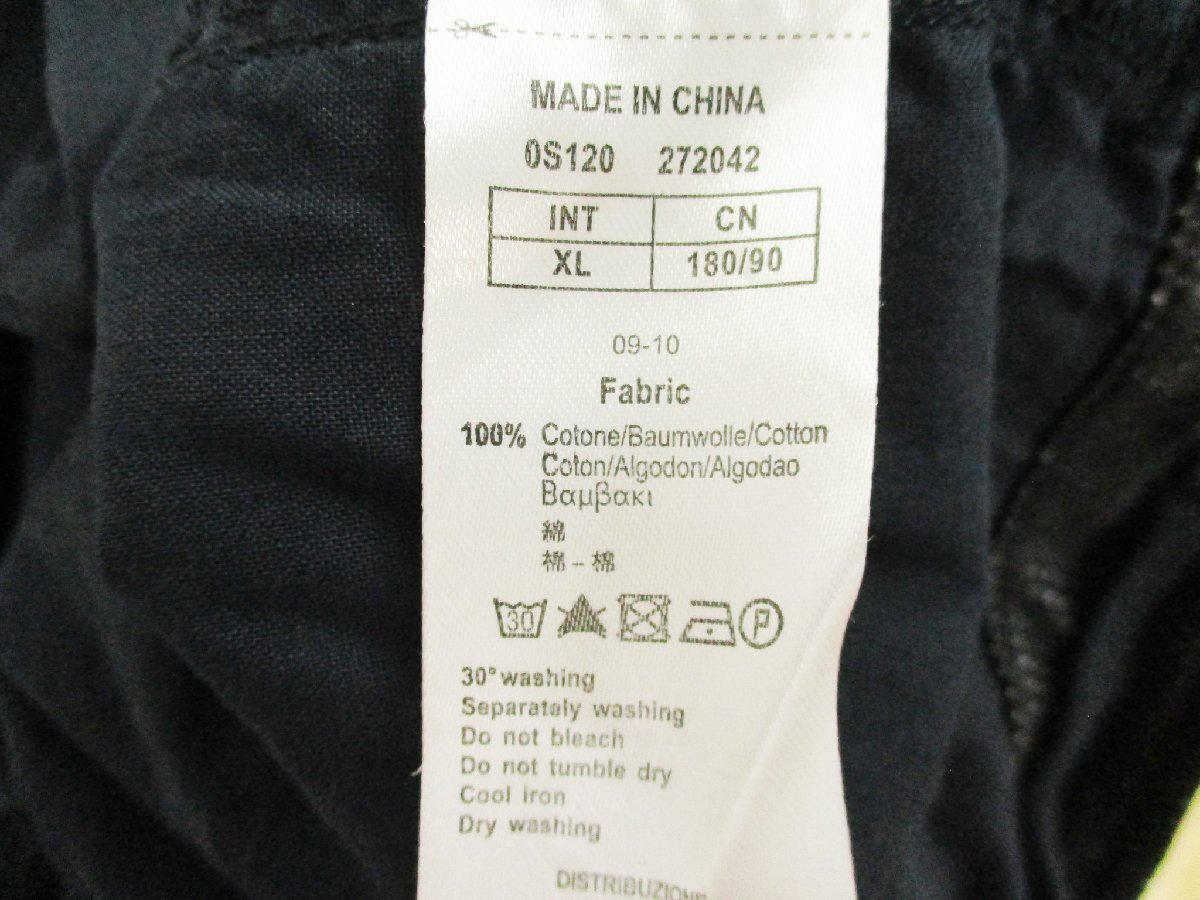 MADE IN CHINA
0S120 272042
INT CN
XL 180/90
09-10
Fabric
100% Cotone/Baumwolle/Cotton
Coton/Algodon/Algodao
Βαμβακι
綿
棉 - 棉
30 P
30° washing
Separately washing
Do not bleach
Do not tumble dry
Cool iron
Dry washing
DISTRIBUZIONE